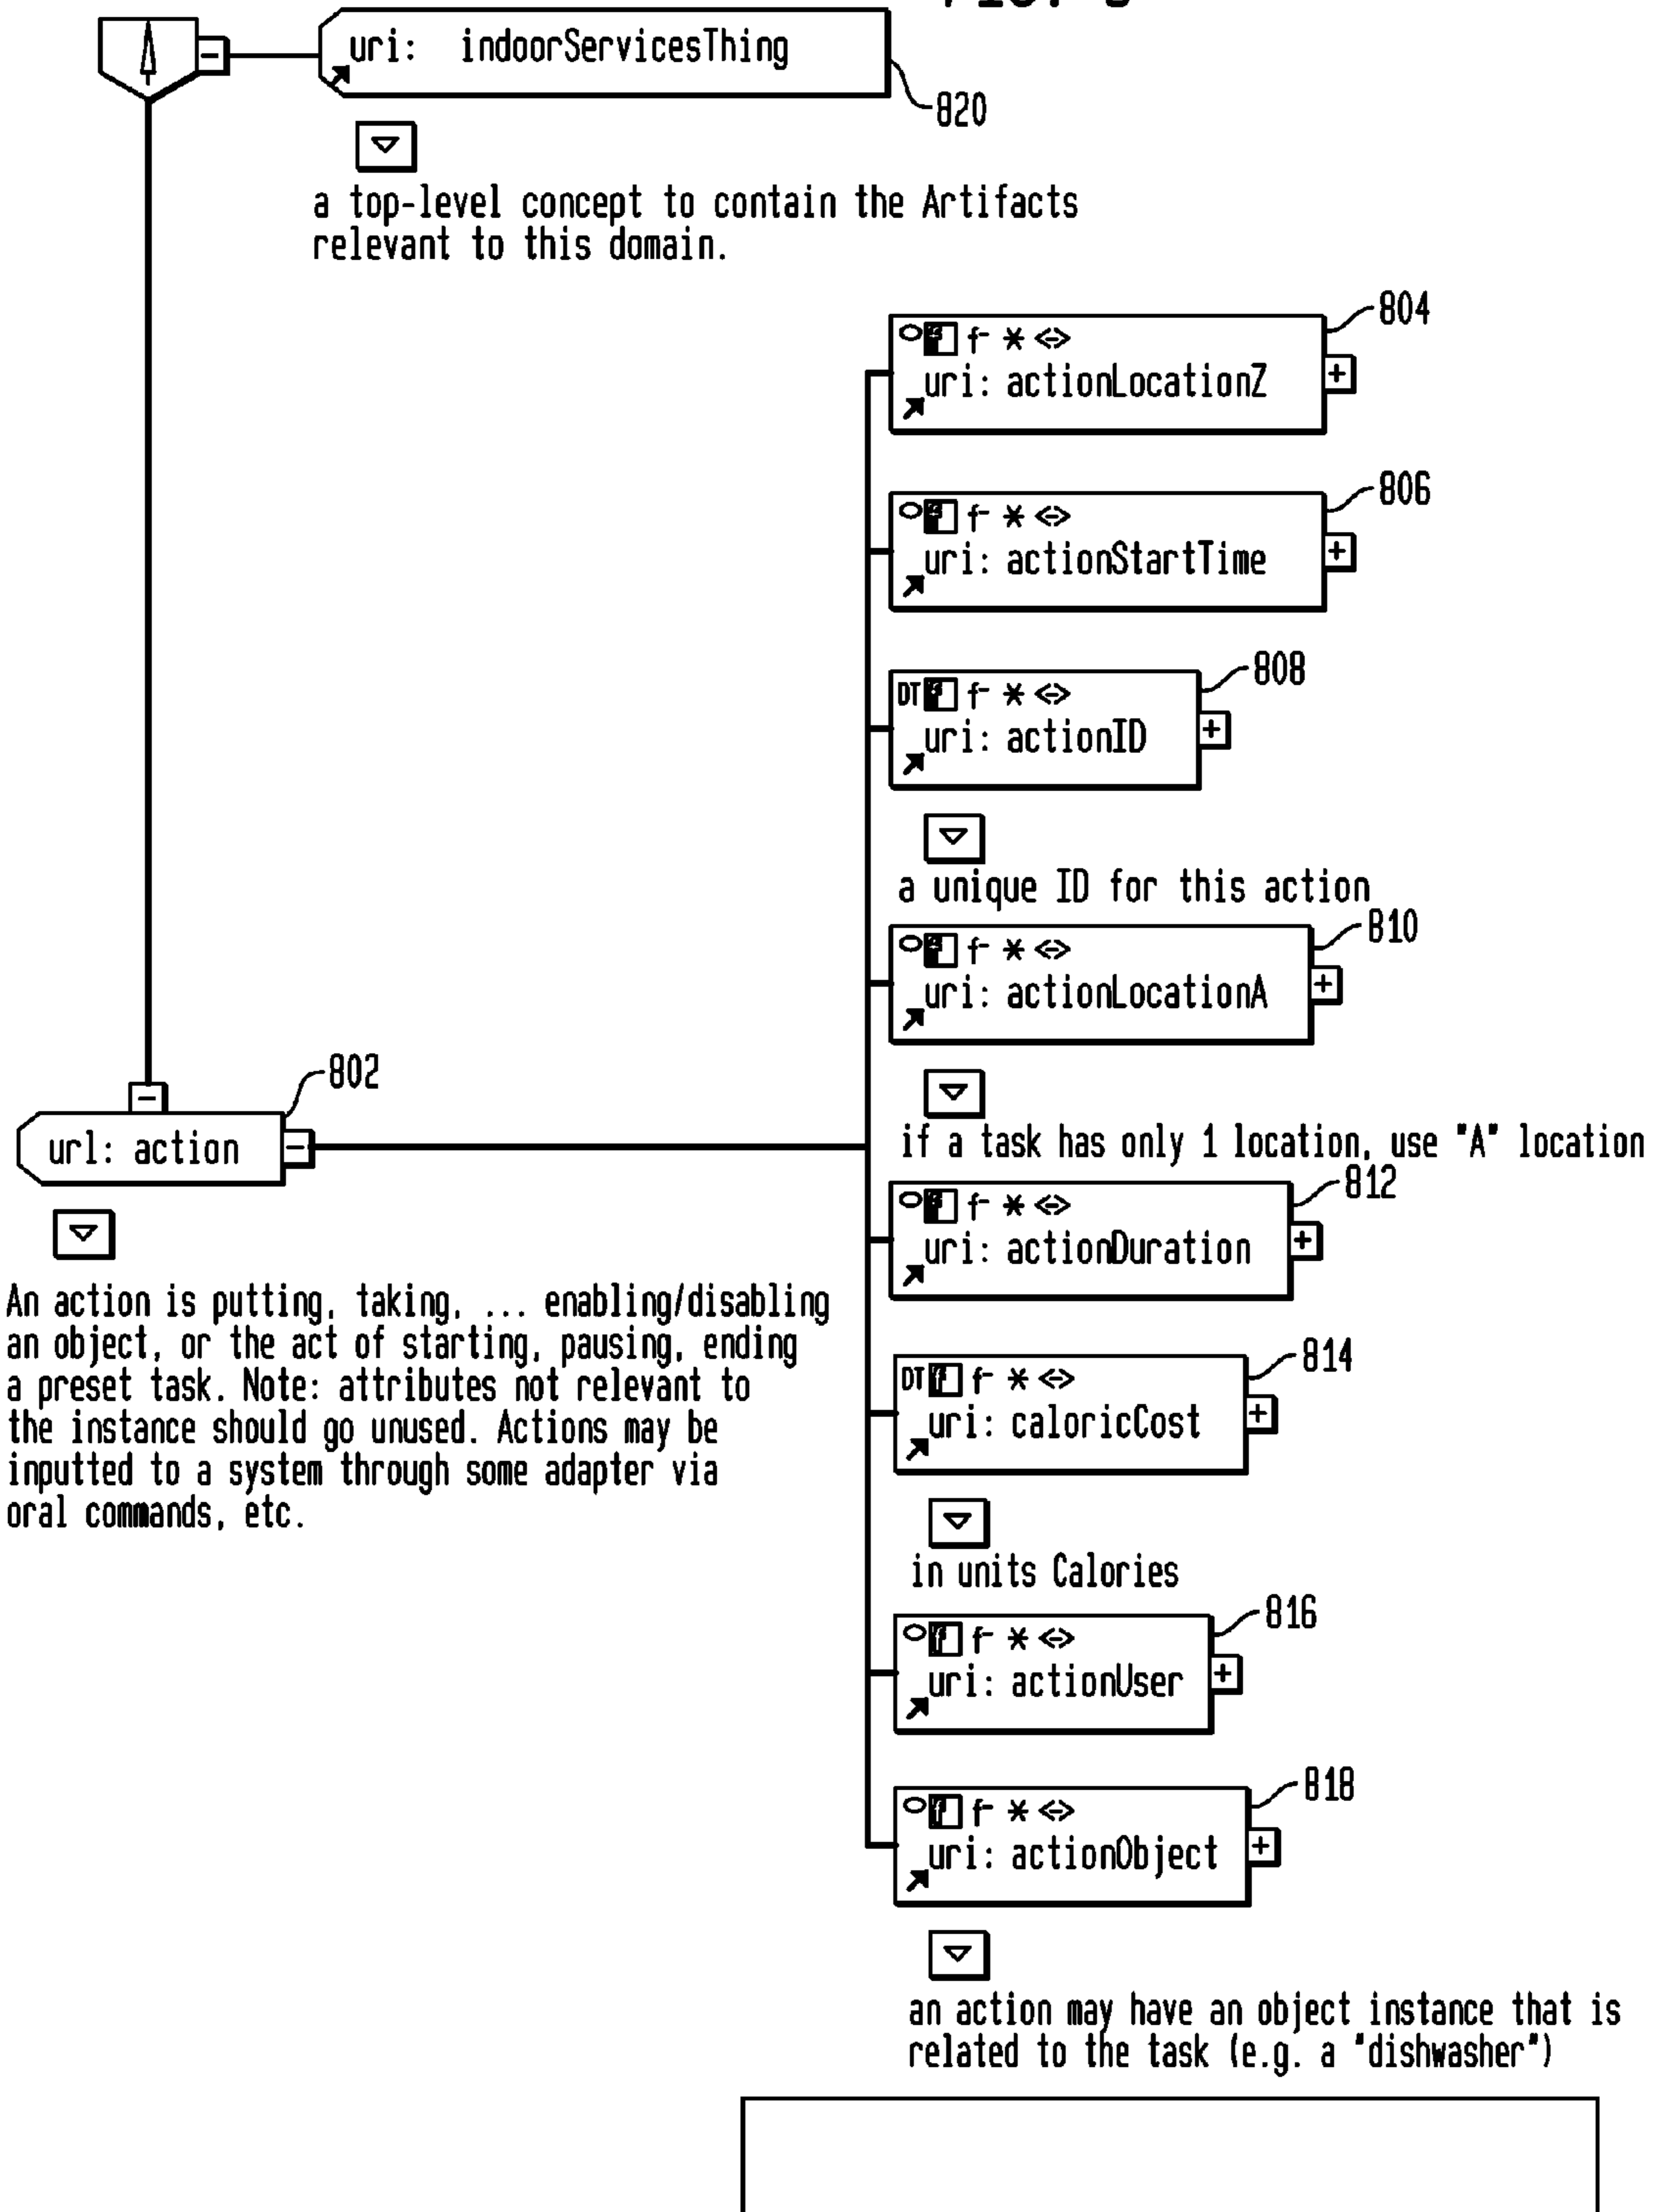 uri: indoorServicesThing
820
a top-level concept to contain the Artifacts
relevant to this domain.
804
f- * <->
uri: actionLocationZ
806
f- * <->
uri: actionStartTime
808
DT f f- * <->
uri: actionID
a unique ID for this action
810
f- * <->
uri: actionLocationA
if a task has only 1 location, use "A" location
802
url: action
An action is putting, taking, ... enabling/disabling
an object, or the act of starting, pausing, ending
a preset task. Note: attributes not relevant to
the instance should go unused. Actions may be
inputted to a system through some adapter via
oral commands, etc.
812
f- * <->
uri: actionDuration
814
DT f f- * <->
uri: caloricCost
in units Calories
816
f f- * <->
uri: actionUser
818
f f- * <->
uri: actionObject
an action may have an object instance that is
related to the task (e.g. a "dishwasher")